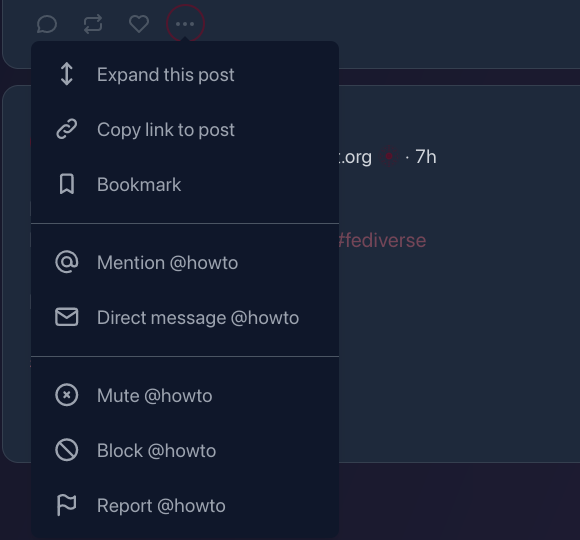 Expand this post
Copy link to post
.org · 7h
Bookmark
#fediverse
Mention @howto
Direct message @howto
Mute @howto
Block @howto
Report @howto